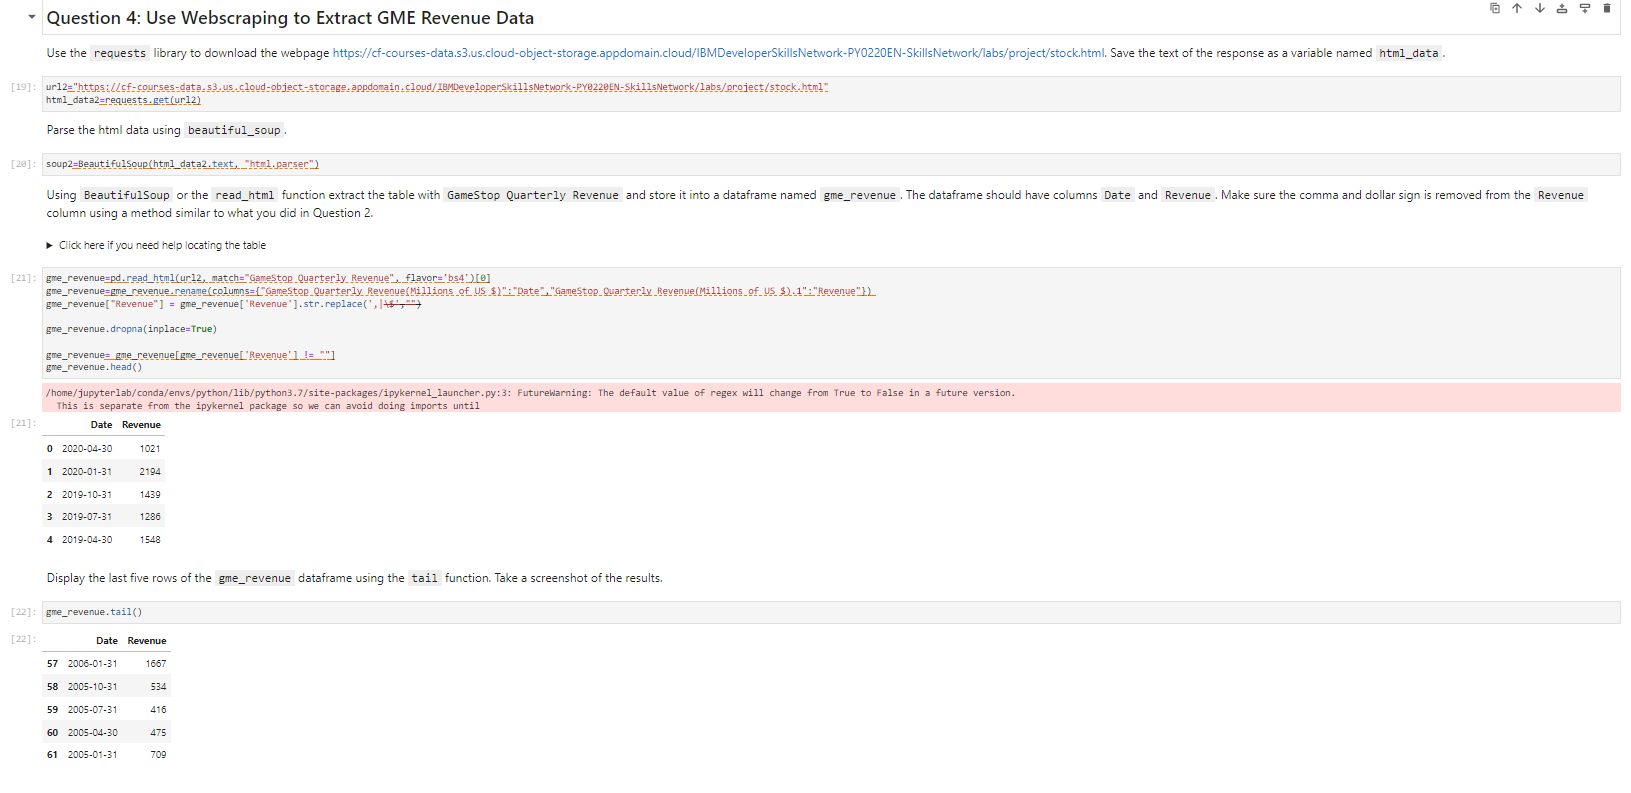 Question 4: Use Webscraping to Extract GME Revenue Data
Use the requests library to download the webpage https://cf-courses-data.s3.us.cloud-object-storage.appdomain.cloud/IBMDeveloperSkillsNetwork-PY0220EN-SkillsNetwork/labs/project/stock.html. Save the text of the response as a variable named html_data.
[19]: url2="https://cf-courses-data.s3.us.cloud-object-storage.appdomain.cloud/IBMDeveloperSkillsNetwork-PY0220EN-SkillsNetwork/labs/project/stock.html"
html_data2=requests.get(url2)
Parse the html data using beautiful_soup.
[20]: soup2=BeautifulSoup(html_data2.text, "html.parser")
Using BeautifulSoup or the read_html function extract the table with GameStop Quarterly Revenue and store it into a dataframe named gme_revenue. The dataframe should have columns Date and Revenue. Make sure the comma and dollar sign is removed from the Revenue
column using a method similar to what you did in Question 2.
Click here if you need help locating the table
[21]: gme_revenue=pd.read_html(url2, match="GameStop Quarterly Revenue", flavor='bs4')[0]
gme_revenue=gme_revenue.rename(columns={"GameStop Quarterly Revenue(Millions of US $)":"Date","GameStop Quarterly Revenue(Millions of US $).1":"Revenue"})
gme_revenue["Revenue"] = gme_revenue['Revenue'].str.replace(',|\$',"")
gme_revenue.dropna(inplace=True)
gme_revenue= gme_revenue[gme_revenue['Revenue'] != ""]
gme_revenue.head()
/home/jupyterlab/conda/envs/python/lib/python3.7/site-packages/ipykernel_launcher.py:3: FutureWarning: The default value of regex will change from True to False in a future version.
This is separate from the ipykernel package so we can avoid doing imports until
[21]: Date Revenue
0 2020-04-30 1021
1 2020-01-31 2194
2 2019-10-31 1439
3 2019-07-31 1286
4 2019-04-30 1548
Display the last five rows of the gme_revenue dataframe using the tail function. Take a screenshot of the results.
[22]: gme_revenue.tail()
[22]: Date Revenue
57 2006-01-31 1667
58 2005-10-31 534
59 2005-07-31 416
60 2005-04-30 475
61 2005-01-31 709